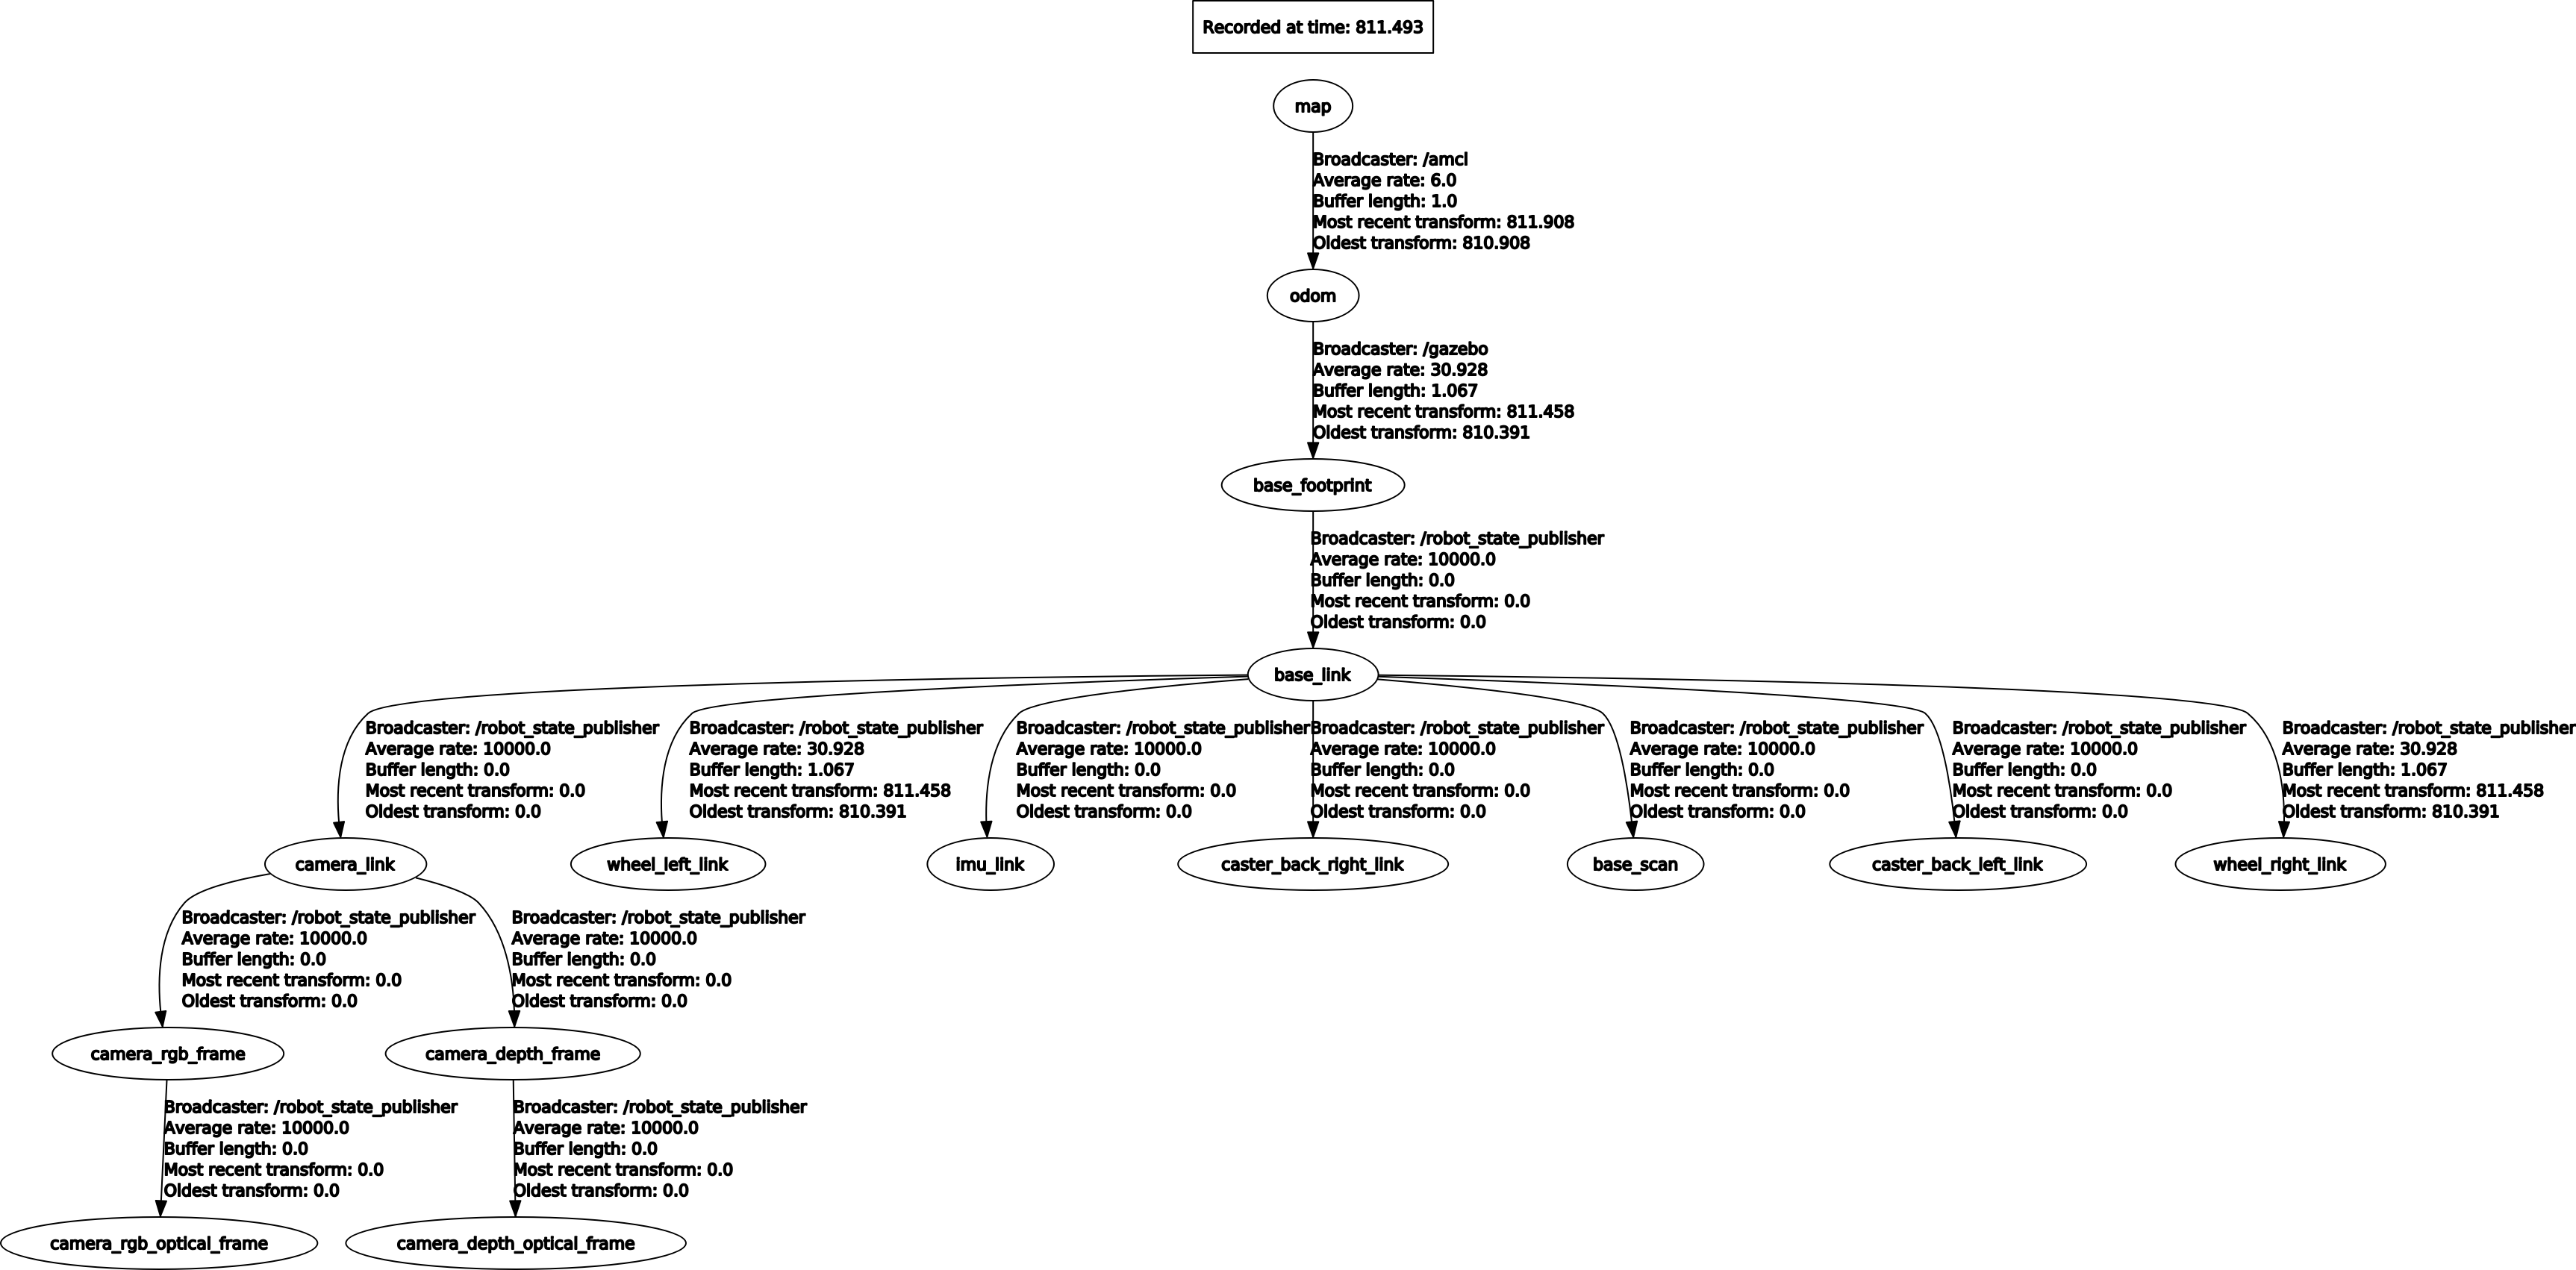 Recorded at time: 811.493
map
Broadcaster: /amcl
Average rate: 6.0
Buffer length: 1.0
Most recent transform: 811.908
Oldest transform: 810.908
odom
Broadcaster: /gazebo
Average rate: 30.928
Buffer length: 1.067
Most recent transform: 811.458
Oldest transform: 810.391
base_footprint
Broadcaster: /robot_state_publisher
Average rate: 10000.0
Buffer length: 0.0
Most recent transform: 0.0
Oldest transform: 0.0
base_link
Broadcaster: /robot_state_publisher
Average rate: 10000.0
Buffer length: 0.0
Most recent transform: 0.0
Oldest transform: 0.0
Broadcaster: /robot_state_publisher
Average rate: 30.928
Buffer length: 1.067
Most recent transform: 811.458
Oldest transform: 810.391
Broadcaster: /robot_state_publisher
Average rate: 10000.0
Buffer length: 0.0
Most recent transform: 0.0
Oldest transform: 0.0
Broadcaster: /robot_state_publisher
Average rate: 10000.0
Buffer length: 0.0
Most recent transform: 0.0
Oldest transform: 0.0
Broadcaster: /robot_state_publisher
Average rate: 10000.0
Buffer length: 0.0
Most recent transform: 0.0
Oldest transform: 0.0
Broadcaster: /robot_state_publisher
Average rate: 10000.0
Buffer length: 0.0
Most recent transform: 0.0
Oldest transform: 0.0
Broadcaster: /robot_state_publisher
Average rate: 30.928
Buffer length: 1.067
Most recent transform: 811.458
Oldest transform: 810.391
camera_link
wheel_left_link
imu_link
caster_back_right_link
base_scan
caster_back_left_link
wheel_right_link
Broadcaster: /robot_state_publisher
Average rate: 10000.0
Buffer length: 0.0
Most recent transform: 0.0
Oldest transform: 0.0
Broadcaster: /robot_state_publisher
Average rate: 10000.0
Buffer length: 0.0
Most recent transform: 0.0
Oldest transform: 0.0
camera_rgb_frame
camera_depth_frame
Broadcaster: /robot_state_publisher
Average rate: 10000.0
Buffer length: 0.0
Most recent transform: 0.0
Oldest transform: 0.0
Broadcaster: /robot_state_publisher
Average rate: 10000.0
Buffer length: 0.0
Most recent transform: 0.0
Oldest transform: 0.0
camera_rgb_optical_frame
camera_depth_optical_frame